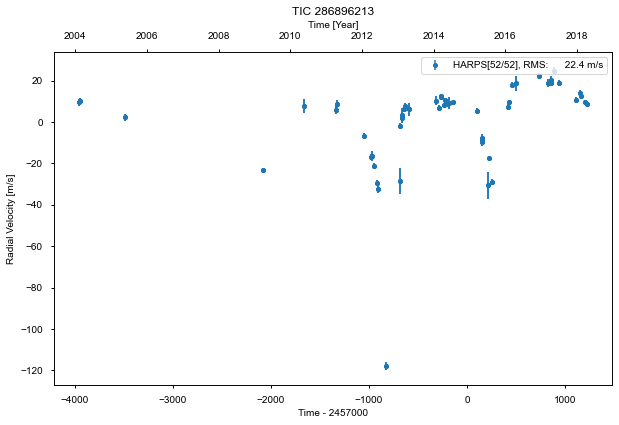 TIC 286896213
Time [Year]
2004 2006 2008 2010 2012 2014 2016 2018
HARPS[52/52], RMS: 22.4 m/s
Radial Velocity [m/s]
20
0
−20
−40
−60
−80
−100
−120
−4000 −3000 −2000 −1000 0 1000
Time - 2457000